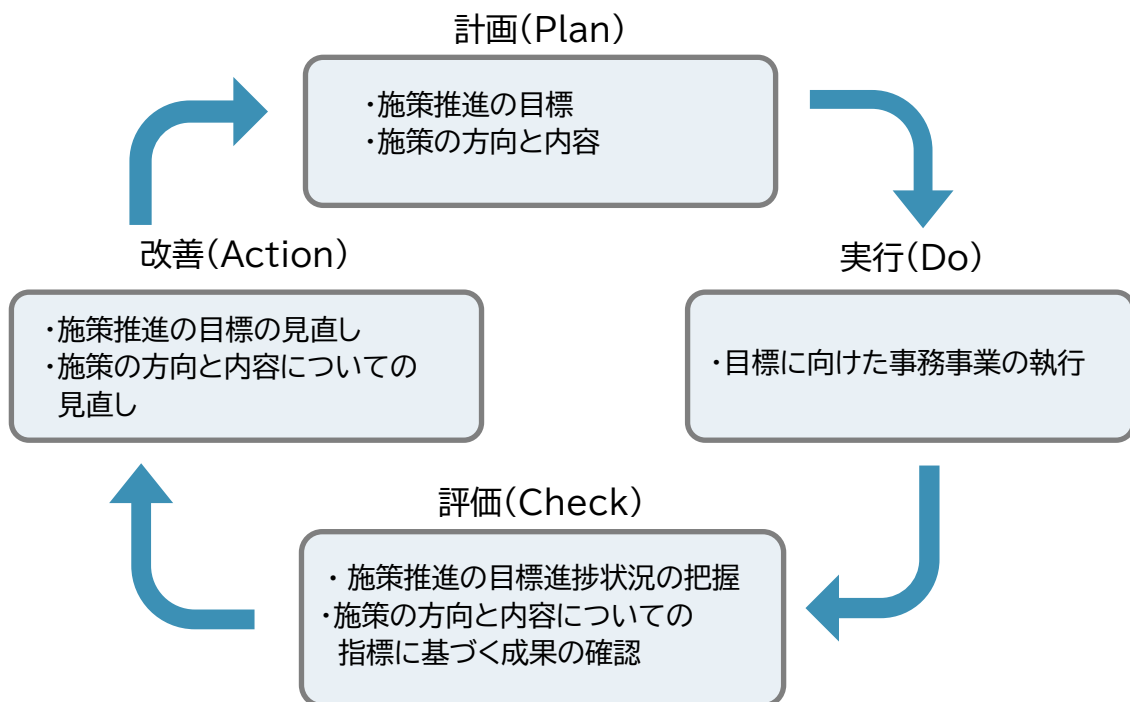 計画(Plan)
・施策推進の目標
・施策の方向と内容
改善(Action)
・施策推進の目標の見直し
・施策の方向と内容についての
見直し
実行(Do)
・目標に向けた事務事業の執行
評価(Check)
・ 施策推進の目標進捗状況の把握
・施策の方向と内容についての
指標に基づく成果の確認